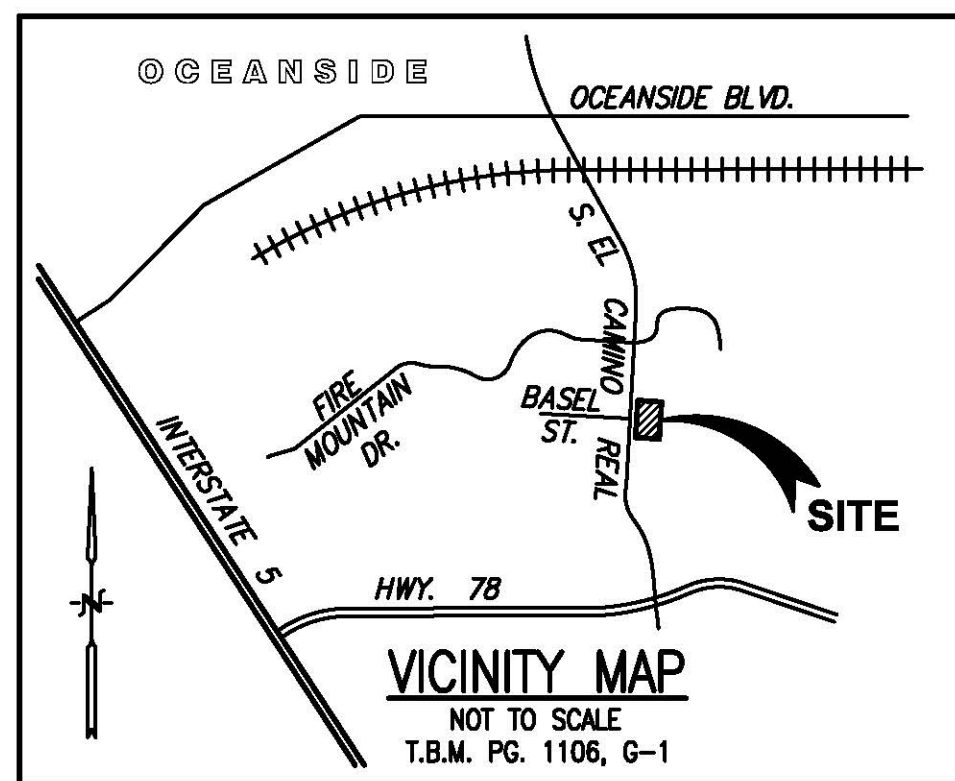 OCEANSIDE
OCEANSIDE BLVD.
S. EL CAMINO REAL
FIRE
MOUNTAIN
DR.
BASEL
ST.
INTERSTATE 5
SITE
HWY. 78
N
VICINITY MAP
NOT TO SCALE
T.B.M. PG. 1106, G-1